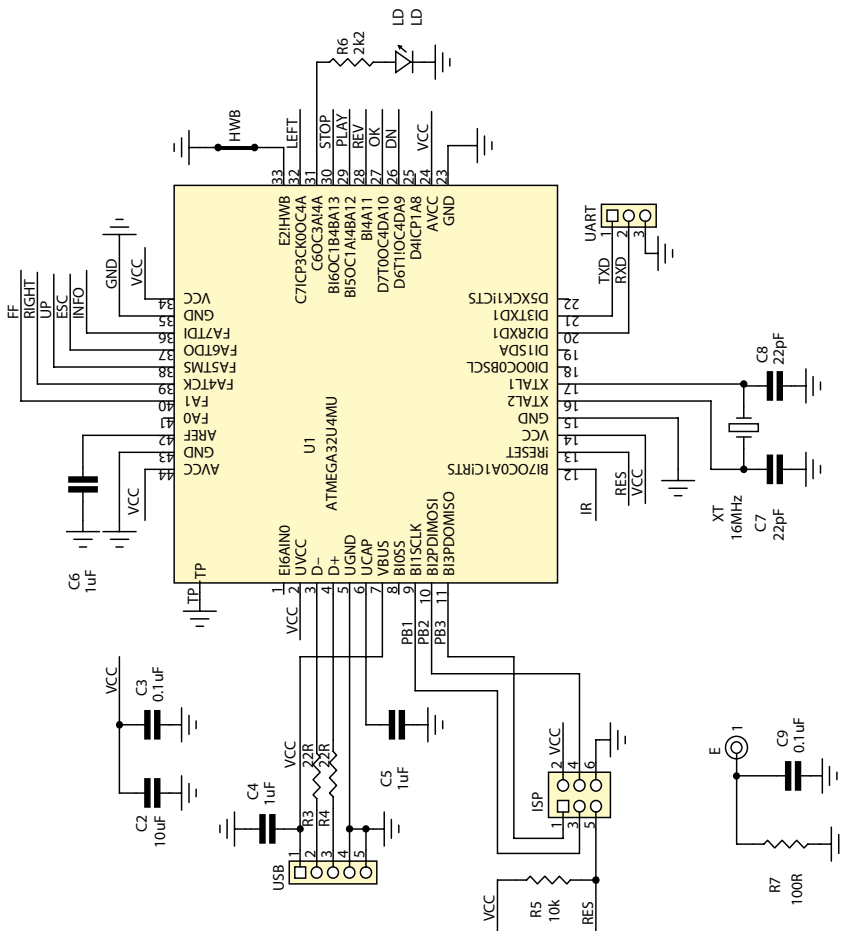 LD
LD
R6
2k2
HWB
LEFT
STOP
PLAY
REV
OK
DN
VCC
33
32
31
30
29
28
27
26
25
24
23
E2!HWB
C7ICP3CK0OC4A
C6OC3A!4A
BI6OC1B4BA13
BI5OC1A!4BA12
BI4A11
D7T0OC4DA10
D6T1!OC4DA9
D4ICP1A8
AVCC
GND
FF
RIGHT
UP
ESC
INFO
GND
VCC
34
35
36
37
38
39
40
41
42
43
44
VCC
GND
FA7TDI
FA6TDO
FA5TMS
FA4TCK
FA1
FA0
AREF
GND
AVCC
VCC
C6
1uF
U1
ATMEGA32U4MU
D5XCK1!CTS
DI3TXD1
DI2RXD1
DI1SDA
DI0OC0BSCL
XTAL1
XTAL2
GND
VCC
!RESET
BI7OC0A1C!RTS
22
21
20
19
18
17
16
15
14
13
12
UART
1
2
3
TXD
RXD
C8
22pF
XT
16MHz
C7
22pF
RES
VCC
IR
TP
TP
EI6AIN0
UVCC
D–
D+
UGND
UCAP
VBUS
BI0SS
BI1SCLK
BI2PDIMOSI
BI3PDOMISO
1
2
3
4
5
6
7
8
9
10
11
VCC
PB1
PB2
PB3
VCC
C3
0.1uF
C2
10uF
VCC
22R
22R
R3
R4
C4
1uF
C5
1uF
USB
1
2
3
4
5
ISP
1
3
5
2
4
6
VCC
VCC
R5
10k
RES
E
1
C9
0.1uF
R7
100R